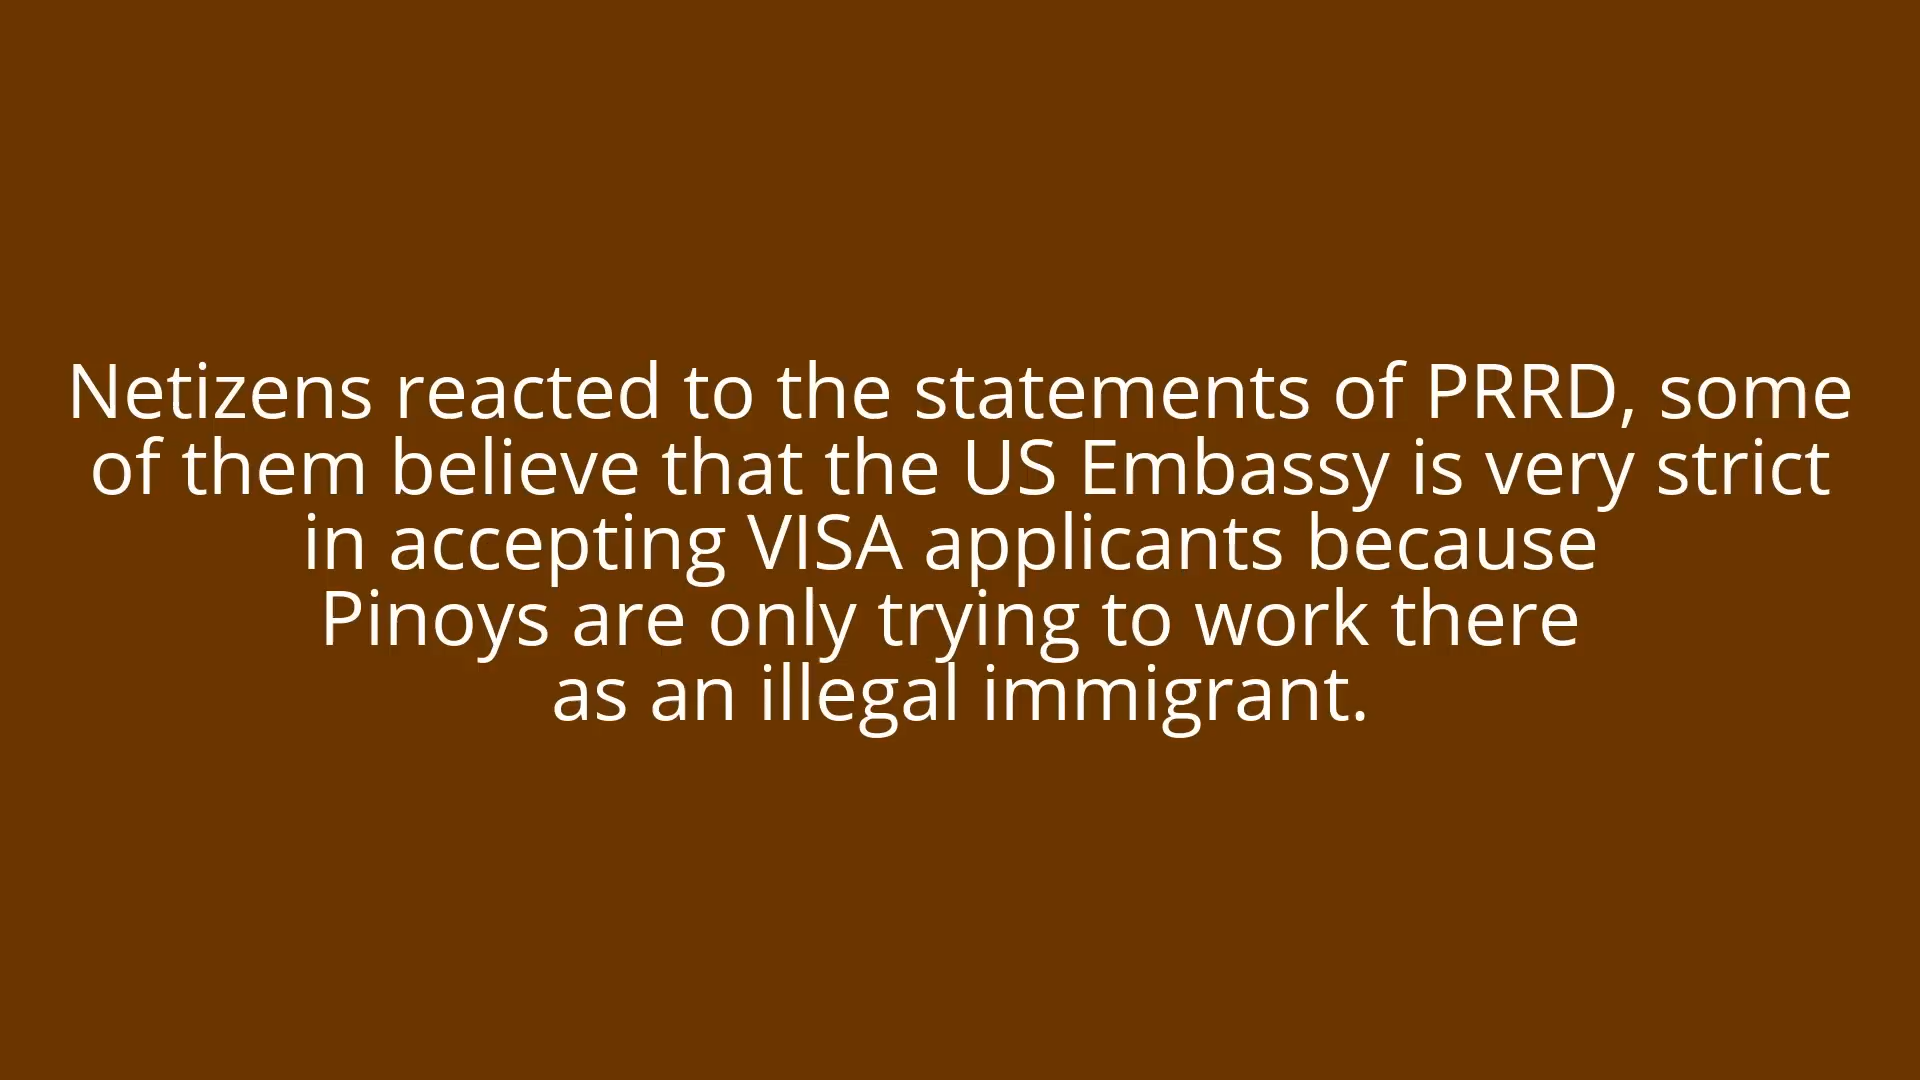 Netizens reacted to the statements of PRRD, some
of them believe that the US Embassy is very strict
in accepting VISA applicants because
Pinoys are only trying to work there
as an illegal immigrant.